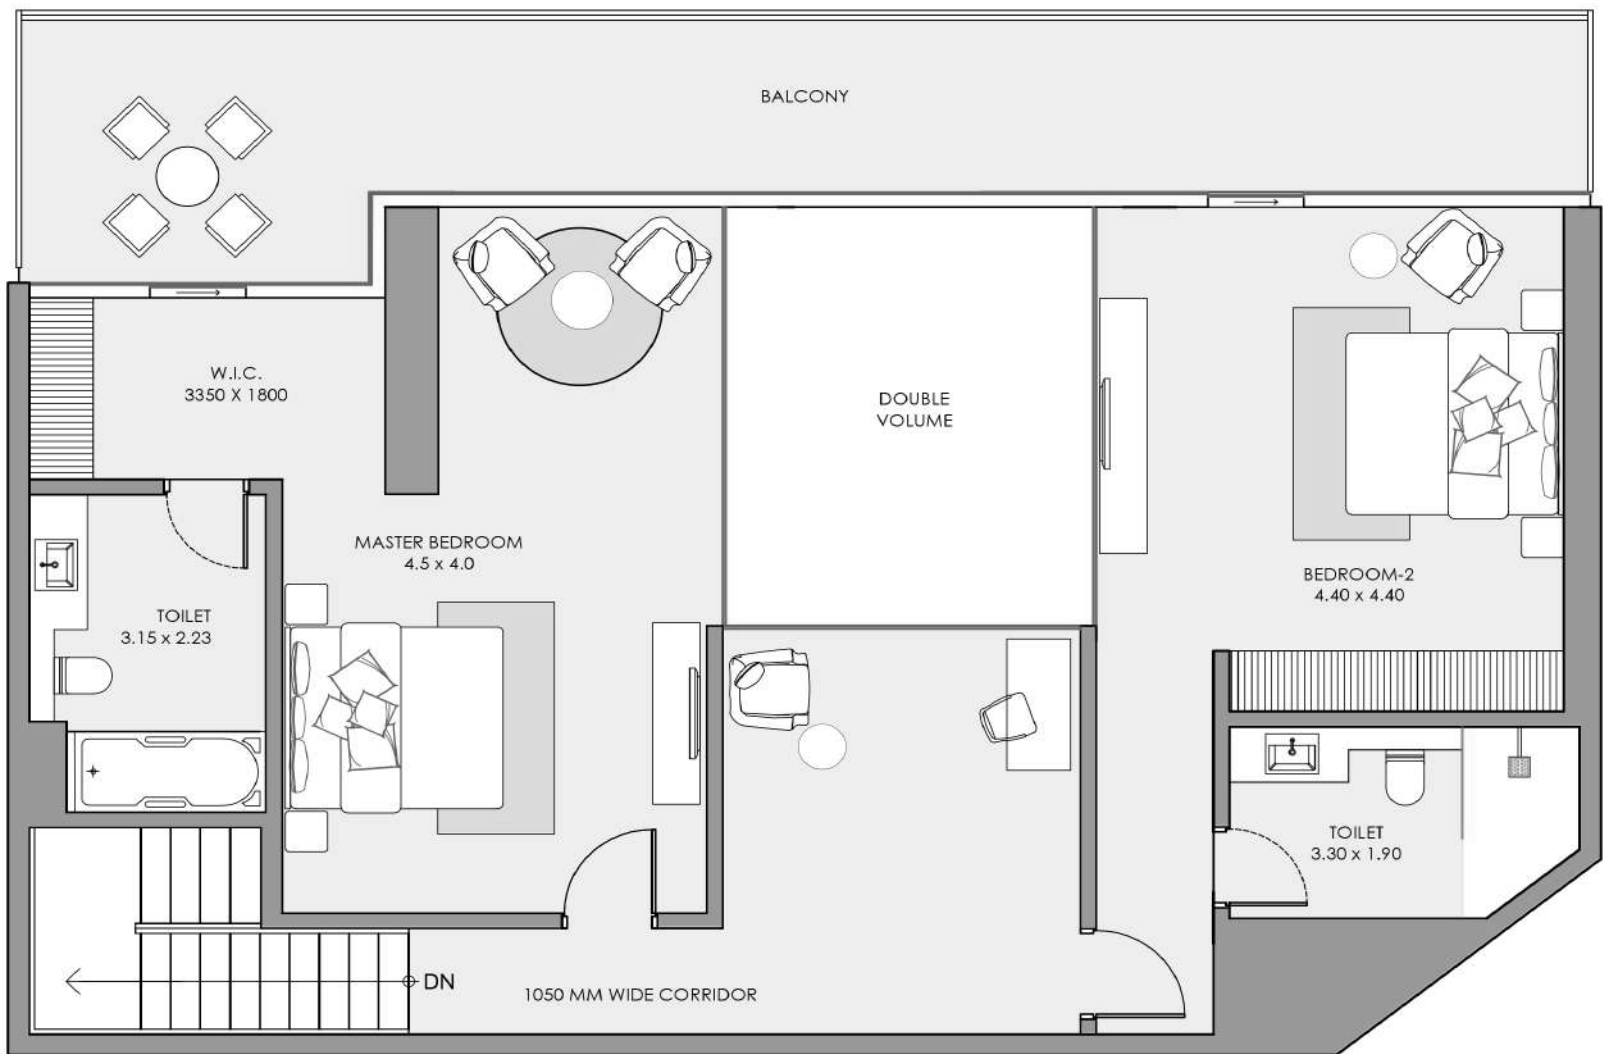 BALCONY
W.I.C.
3350 X 1800
DOUBLE
VOLUME
MASTER BEDROOM
4.5 x 4.0
BEDROOM-2
4.40 x 4.40
TOILET
3.15 x 2.23
TOILET
3.30 x 1.90
DN
1050 MM WIDE CORRIDOR